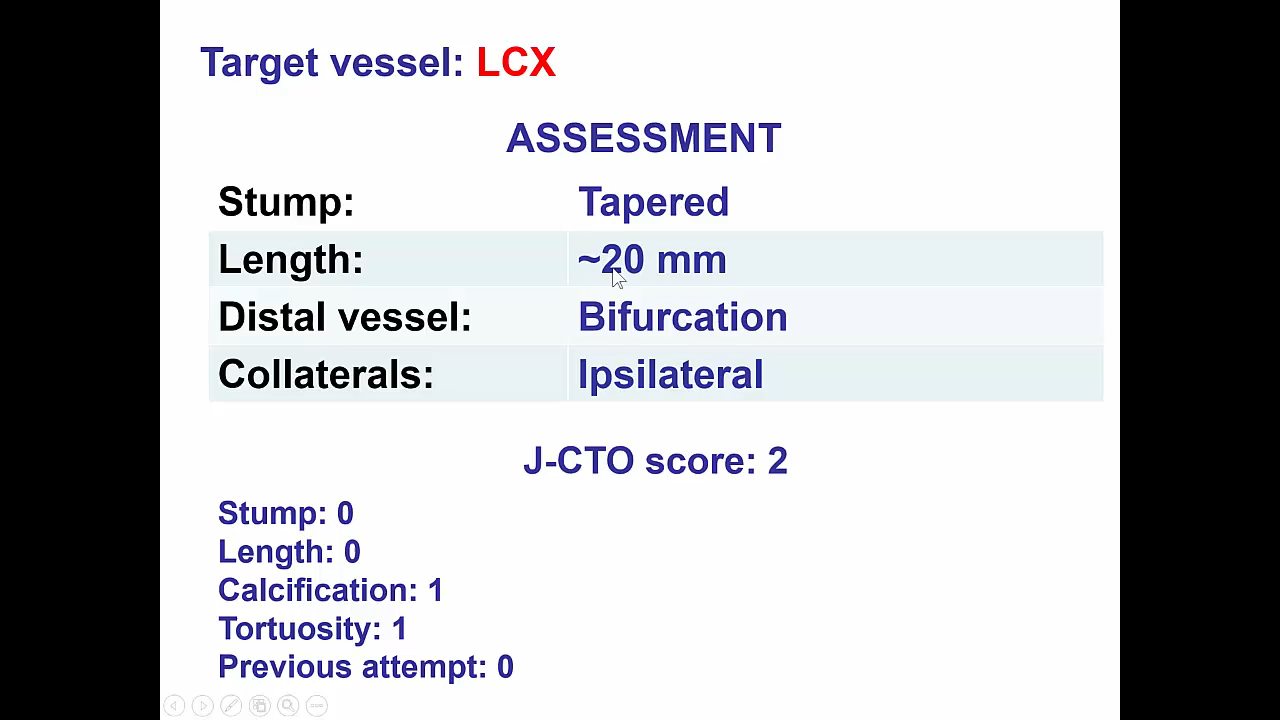 Target vessel: LCX
ASSESSMENT
Stump: Tapered
Length: ~20 mm
Distal vessel: Bifurcation
Collaterals: Ipsilateral
J-CTO score: 2
Stump: 0
Length: 0
Calcification: 1
Tortuosity: 1
Previous attempt: 0